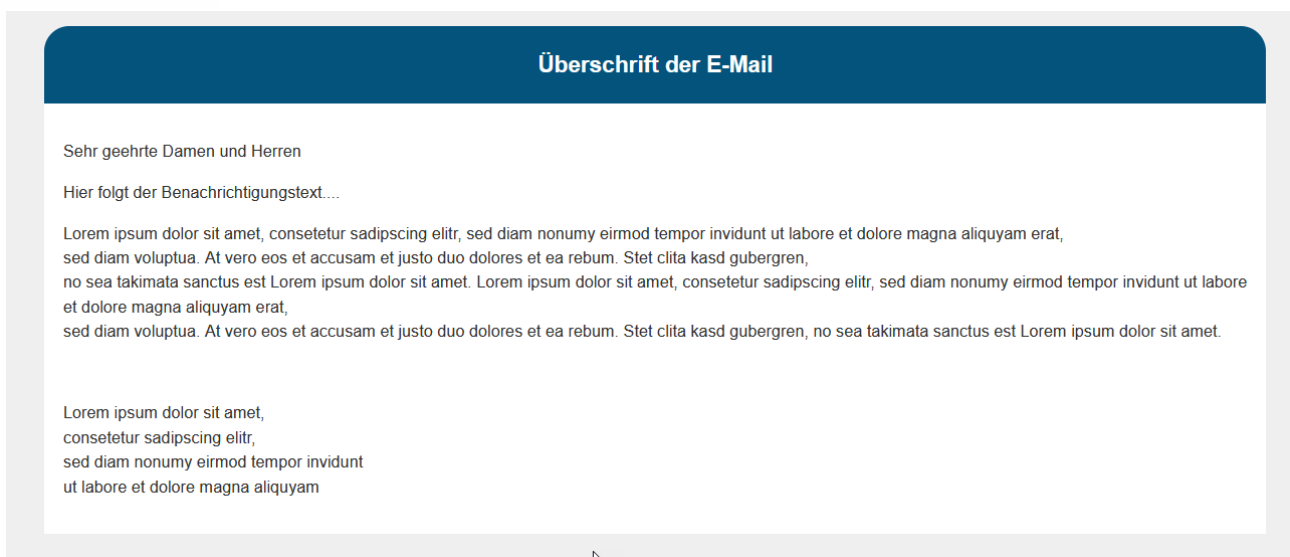 Überschrift der E-Mail
Sehr geehrte Damen und Herren
Hier folgt der Benachrichtigungstext....
Lorem ipsum dolor sit amet, consetetur sadipscing elitr, sed diam nonumy eirmod tempor invidunt ut labore et dolore magna aliquyam erat,
sed diam voluptua. At vero eos et accusam et justo duo dolores et ea rebum. Stet clita kasd gubergren,
no sea takimata sanctus est Lorem ipsum dolor sit amet. Lorem ipsum dolor sit amet, consetetur sadipscing elitr, sed diam nonumy eirmod tempor invidunt ut labore
et dolore magna aliquyam erat,
sed diam voluptua. At vero eos et accusam et justo duo dolores et ea rebum. Stet clita kasd gubergren, no sea takimata sanctus est Lorem ipsum dolor sit amet.
Lorem ipsum dolor sit amet,
consetetur sadipscing elitr,
sed diam nonumy eirmod tempor invidunt
ut labore et dolore magna aliquyam